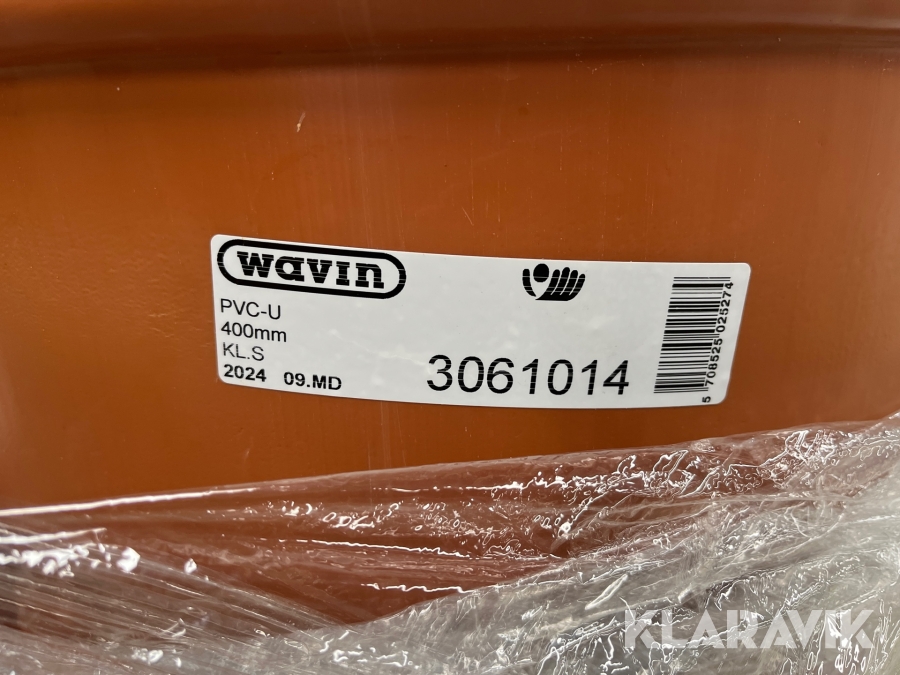 wavin
PVC-U
400mm
KL.S
2024 09.MD
3061014
5 708525 025274
KLARAVIK